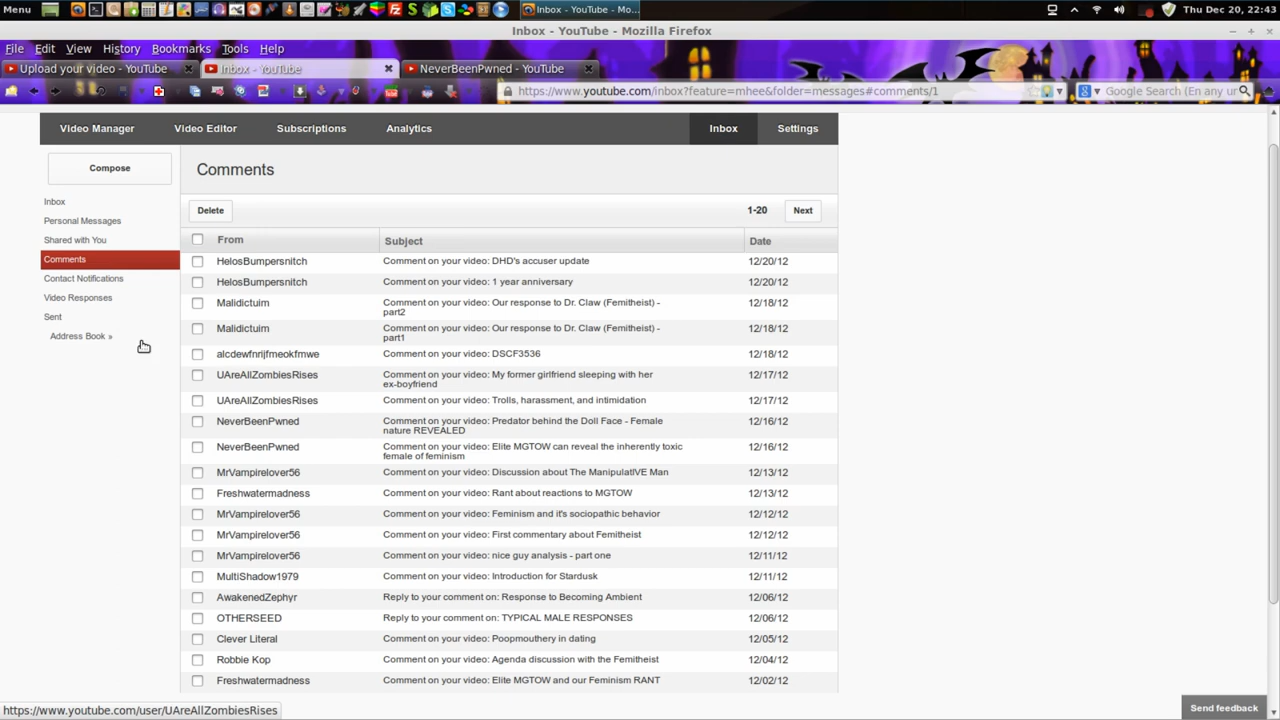 Menu
Inbox - YouTube - Mo...
Thu Dec 20, 22:43
Inbox - YouTube - Mozilla Firefox
File Edit View History Bookmarks Tools Help
Upload your video - YouTube
Inbox - YouTube
NeverBeenPwned - YouTube
https://www.youtube.com/inbox?feature=mhee&folder=messages#comments/1
Google Search (En any ur
Video Manager Video Editor Subscriptions Analytics Inbox Settings
Compose
Inbox
Personal Messages
Shared with You
Comments
Contact Notifications
Video Responses
Sent
Address Book »
Comments
Delete 1-20 Next
From Subject Date
HelosBumpersnitch Comment on your video: DHD's accuser update 12/20/12
HelosBumpersnitch Comment on your video: 1 year anniversary 12/20/12
Malidictuim Comment on your video: Our response to Dr. Claw (Femitheist) - 12/18/12
part2
Malidictuim Comment on your video: Our response to Dr. Claw (Femitheist) - 12/18/12
part1
alcdewfnrijfmeokfmwe Comment on your video: DSCF3536 12/18/12
UAreAllZombiesRises Comment on your video: My former girlfriend sleeping with her 12/17/12
ex-boyfriend
UAreAllZombiesRises Comment on your video: Trolls, harassment, and intimidation 12/17/12
NeverBeenPwned Comment on your video: Predator behind the Doll Face - Female 12/16/12
nature REVEALED
NeverBeenPwned Comment on your video: Elite MGTOW can reveal the inherently toxic 12/16/12
female of feminism
MrVampirelover56 Comment on your video: Discussion about The ManipulatIVE Man 12/13/12
Freshwatermadness Comment on your video: Rant about reactions to MGTOW 12/13/12
MrVampirelover56 Comment on your video: Feminism and it's sociopathic behavior 12/12/12
MrVampirelover56 Comment on your video: First commentary about Femitheist 12/12/12
MrVampirelover56 Comment on your video: nice guy analysis - part one 12/11/12
MultiShadow1979 Comment on your video: Introduction for Stardusk 12/11/12
AwakenedZephyr Reply to your comment on: Response to Becoming Ambient 12/06/12
OTHERSEED Reply to your comment on: TYPICAL MALE RESPONSES 12/06/12
Clever Literal Comment on your video: Poopmouthery in dating 12/05/12
Robbie Kop Comment on your video: Agenda discussion with the Femitheist 12/04/12
Freshwatermadness Comment on your video: Elite MGTOW and our Feminism RANT 12/02/12
https://www.youtube.com/user/UAreAllZombiesRises
Send feedback